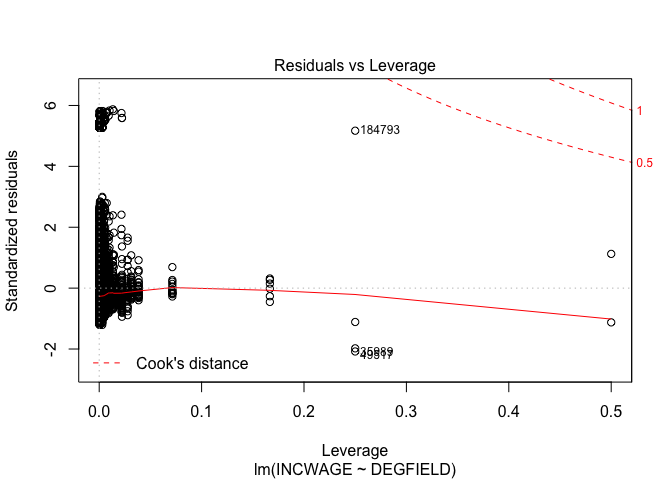 Residuals vs Leverage
Standardized residuals
6
4
2
0
-2
184793
1
0.5
Cook's distance
0.0
0.1
0.2
0.3
0.4
0.5
Leverage
lm(INCWAGE ~ DEGFIELD)